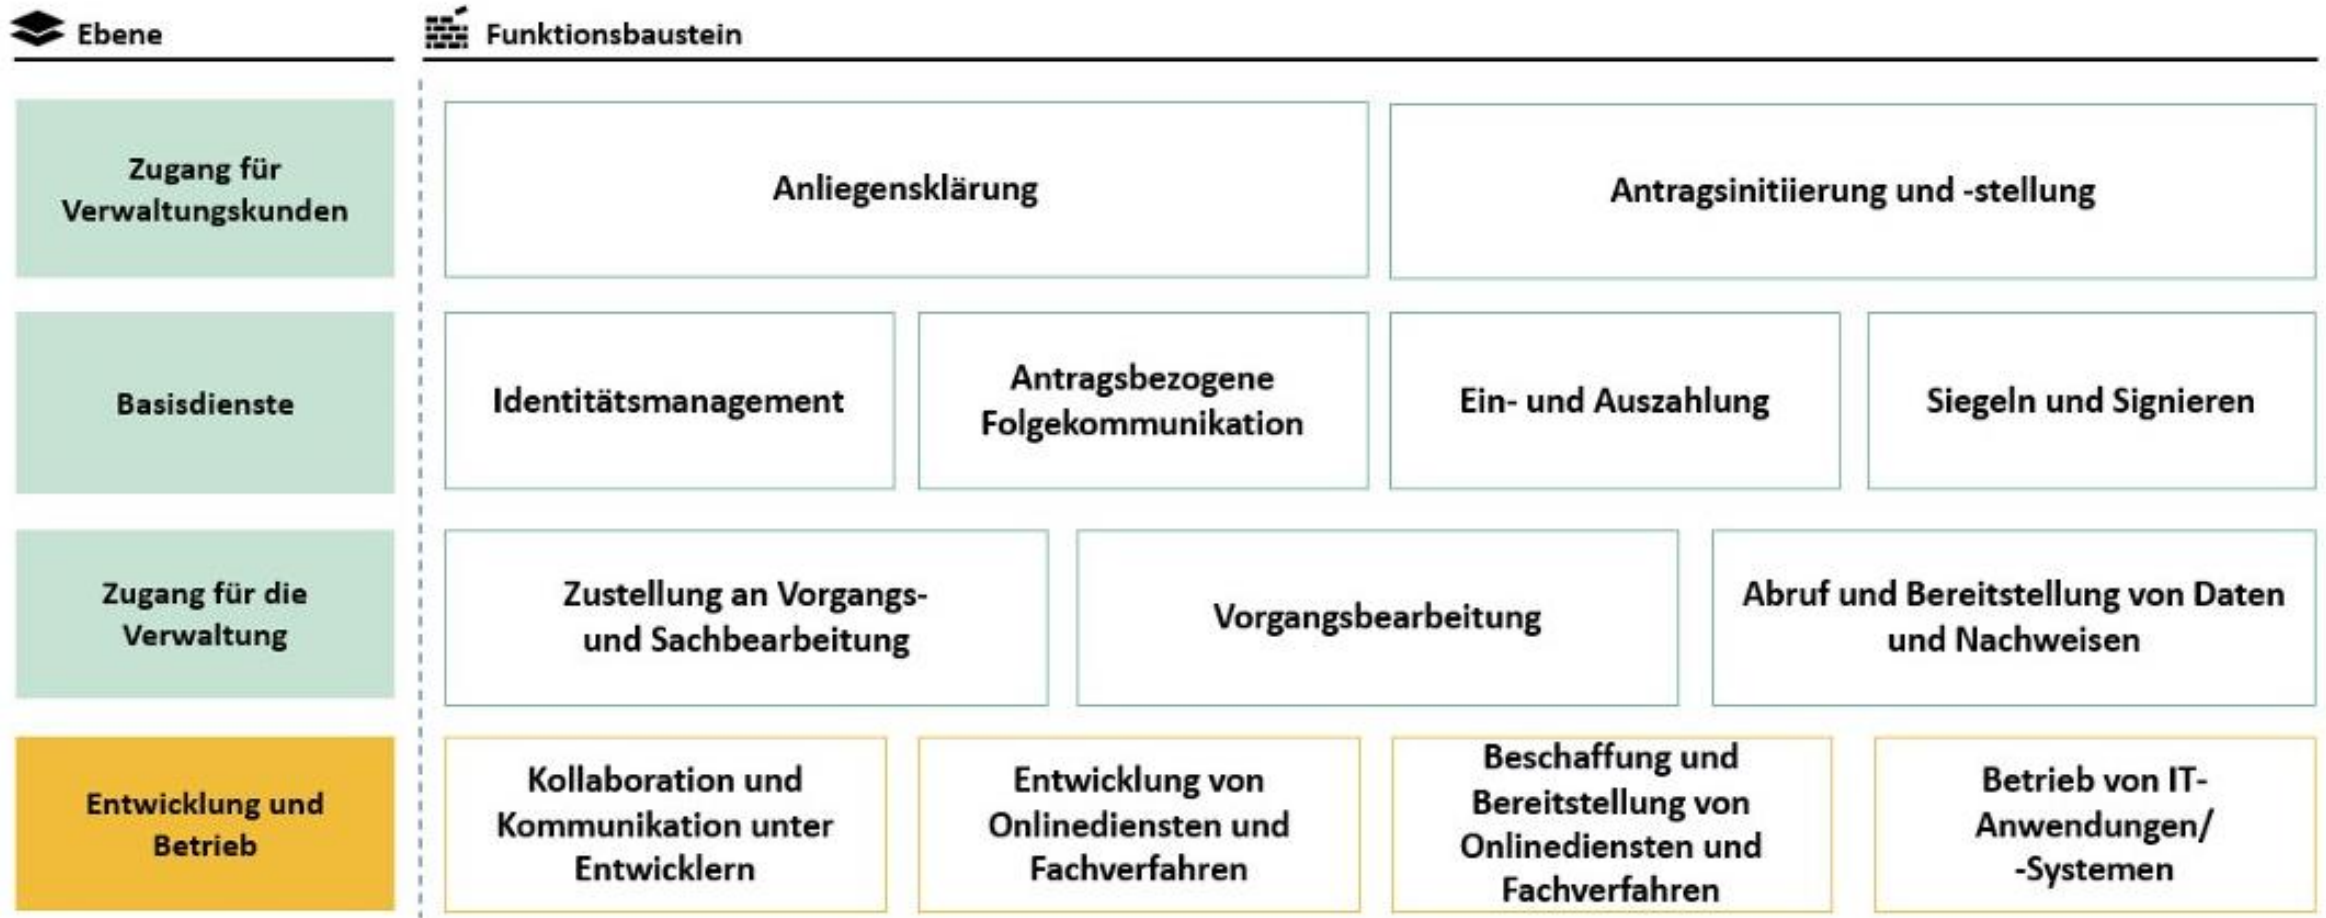 Ebene
Funktionsbaustein
Zugang für
Verwaltungskunden
Anliegensklärung
Antragsinitiierung und -stellung
Basisdienste
Identitätsmanagement
Antragsbezogene
Folgekommunikation
Ein- und Auszahlung
Siegeln und Signieren
Zugang für die
Verwaltung
Zustellung an Vorgangs-
und Sachbearbeitung
Vorgangsbearbeitung
Abruf und Bereitstellung von Daten
und Nachweisen
Entwicklung und
Betrieb
Kollaboration und
Kommunikation unter
Entwicklern
Entwicklung von
Onlinediensten und
Fachverfahren
Beschaffung und
Bereitstellung von
Onlinediensten und
Fachverfahren
Betrieb von IT-
Anwendungen/
-Systemen